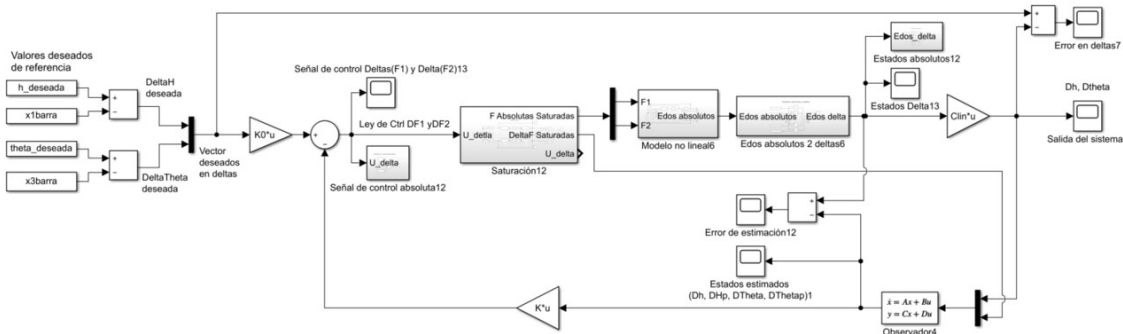 Valores deseados
de referencia
h_deseada
x1barra
theta_deseada
x3barra
+
−
+
−
DeltaH
deseada
DeltaTheta
deseada
Vector
deseados
en deltas
K0*u
+
−
Señal de control Deltas(F1) y Delta(F2)13
Ley de Ctrl DF1 yDF2
U_delta
Señal de control absoluta12
U_detla
F Absolutas Saturadas
DeltaF Saturadas
U_delta
Saturación12
F1
F2
Edos absolutos
Modelo no lineal6
Edos absolutos
Edos delta
Edos absolutos 2 deltas6
Edos_delta
Estados absolutos12
Estados Delta13
Clin*u
+
−
Error en deltas7
Dh, Dtheta
Salida del sistema
+
−
Error de estimación12
Estados estimados
(Dh, DHp, DTheta, DThetap)1
K*u
ẋ = Ax + Bu
y = Cx + Du
Observador4